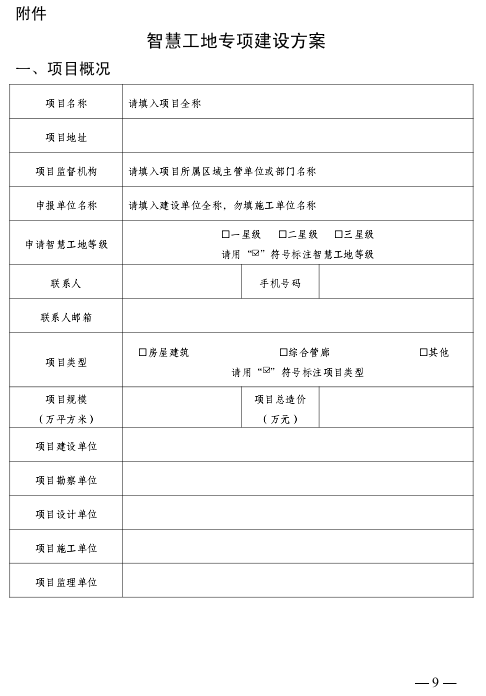 附件
智慧工地专项建设方案
一、项目概况
项目名称 请填入项目全称
项目地址
项目监督机构 请填入项目所属区域主管单位或部门名称
申报单位名称 请填入建设单位全称，勿填施工单位名称
申请智慧工地等级 □一星级 □二星级 □三星级
请用“☑”符号标注智慧工地等级
联系人 手机号码
联系人邮箱
项目类型 □房屋建筑 □综合管廊 □其他
请用“☑”符号标注项目类型
项目规模 项目总造价
（万平方米） （万元）
项目建设单位
项目勘察单位
项目设计单位
项目施工单位
项目监理单位
— 9 —